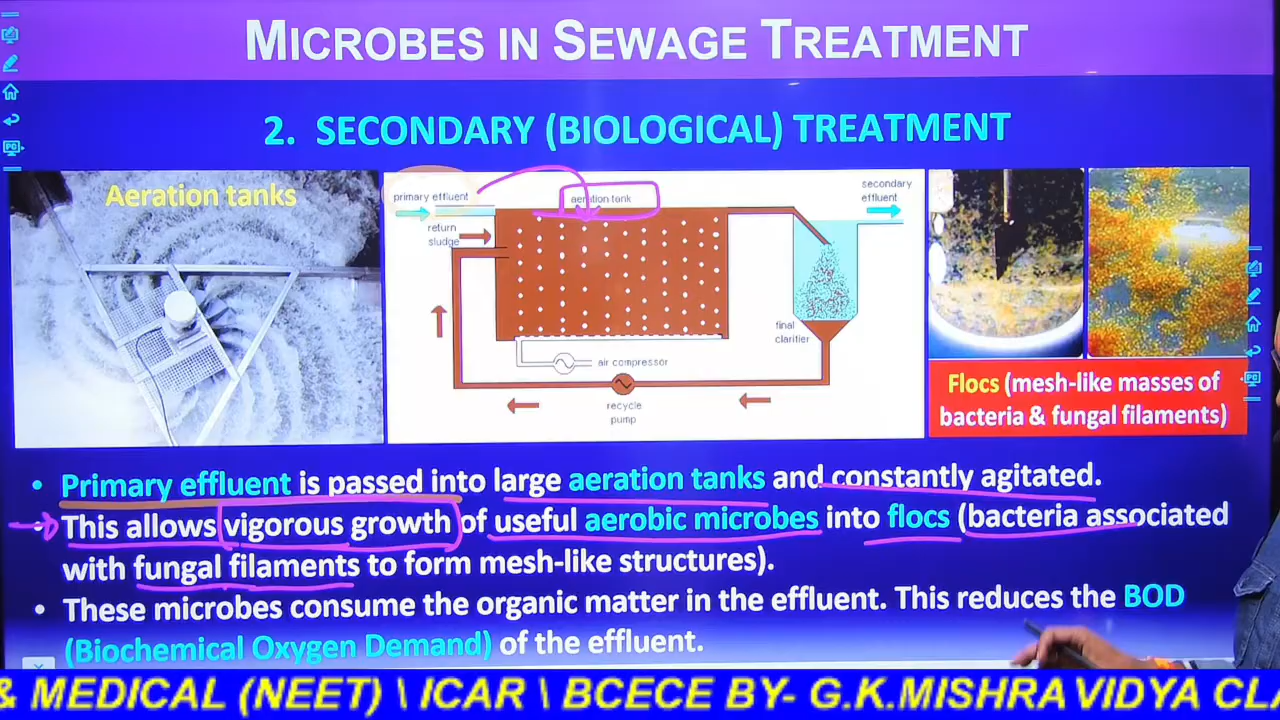 MICROBES IN SEWAGE TREATMENT
2. SECONDARY (BIOLOGICAL) TREATMENT
Aeration tanks
primary effluent
aeration tank
secondary
effluent
return
sludge
final
clarifier
air compressor
recycle
pump
Flocs (mesh-like masses of
bacteria & fungal filaments)
• Primary effluent is passed into large aeration tanks and constantly agitated.
• This allows vigorous growth of useful aerobic microbes into flocs (bacteria associated
with fungal filaments to form mesh-like structures).
• These microbes consume the organic matter in the effluent. This reduces the BOD
(Biochemical Oxygen Demand) of the effluent.
& MEDICAL (NEET) \ ICAR \ BCECE BY- G.K.MISHRA VIDYA CLA